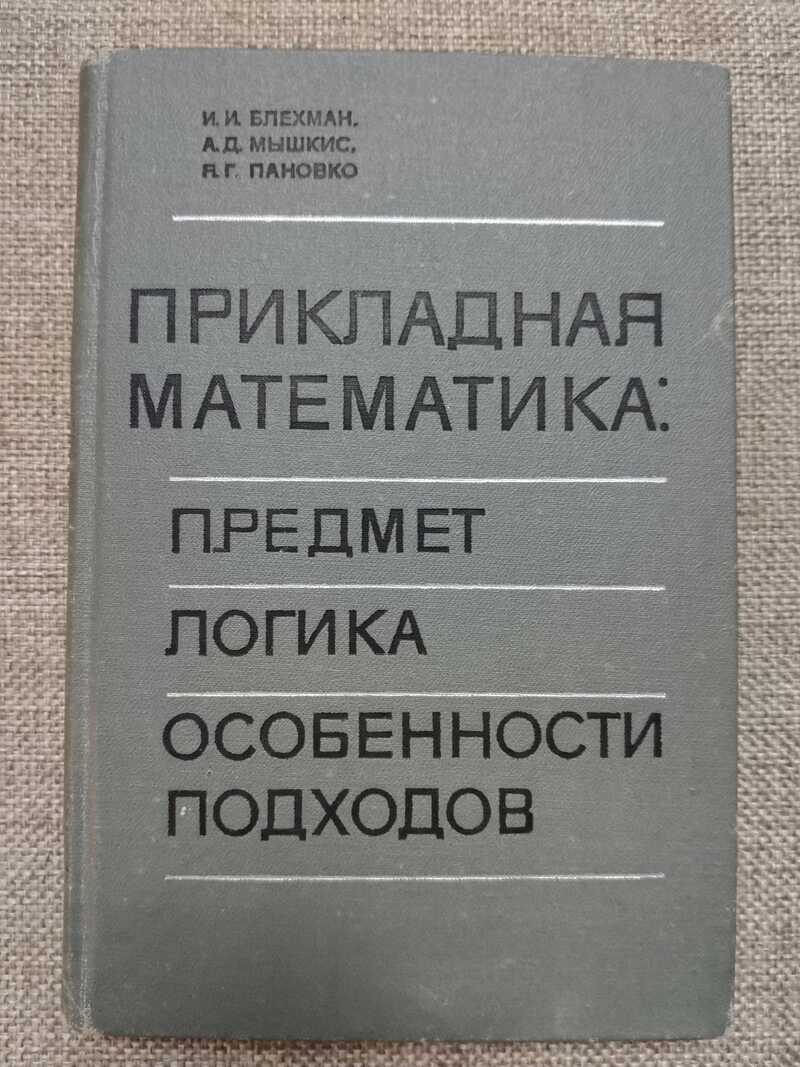 И. И. БЛЕХМАН,
А. Д. МЫШКИС,
Я. Г. ПАНОВКО
ПРИКЛАДНАЯ
МАТЕМАТИКА:
ПРЕДМЕТ
ЛОГИКА
ОСОБЕННОСТИ
ПОДХОДОВ